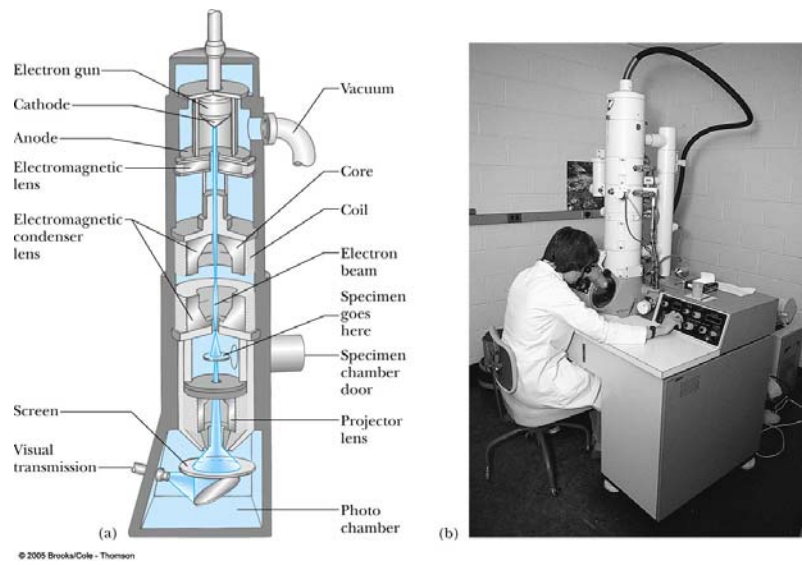 Electron gun
Cathode
Anode
Electromagnetic
lens
Electromagnetic
condenser
lens
Screen
Visual
transmission
(a)
Vacuum
Core
Coil
Electron
beam
Specimen
goes
here
Specimen
chamber
door
Projector
lens
Photo
chamber
(b)
© 2005 Brooks/Cole - Thomson